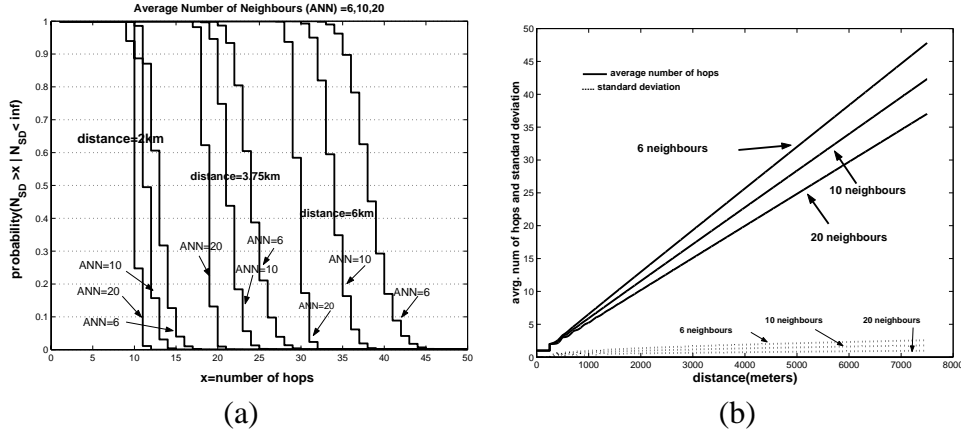 Average Number of Neighbours (ANN) =6,10,20
probability(N_SD >x | N_SD < inf)
1
0.9
0.8
0.7
0.6
0.5
0.4
0.3
0.2
0.1
0
distance=2km
distance=3.75km
distance=6km
ANN=10
ANN=20
ANN=6
ANN=20
ANN=6
ANN=10
ANN=20
ANN=10
ANN=6
0 5 10 15 20 25 30 35 40 45 50
x=number of hops
(a)
avrg. num of hops and standard deviation
50
45
40
35
30
25
20
15
10
5
0
average number of hops
..... standard deviation
6 neighbours
10 neighbours
20 neighbours
6 neighbours
10 neighbours
20 neighbours
0 1000 2000 3000 4000 5000 6000 7000 8000
distance(meters)
(b)